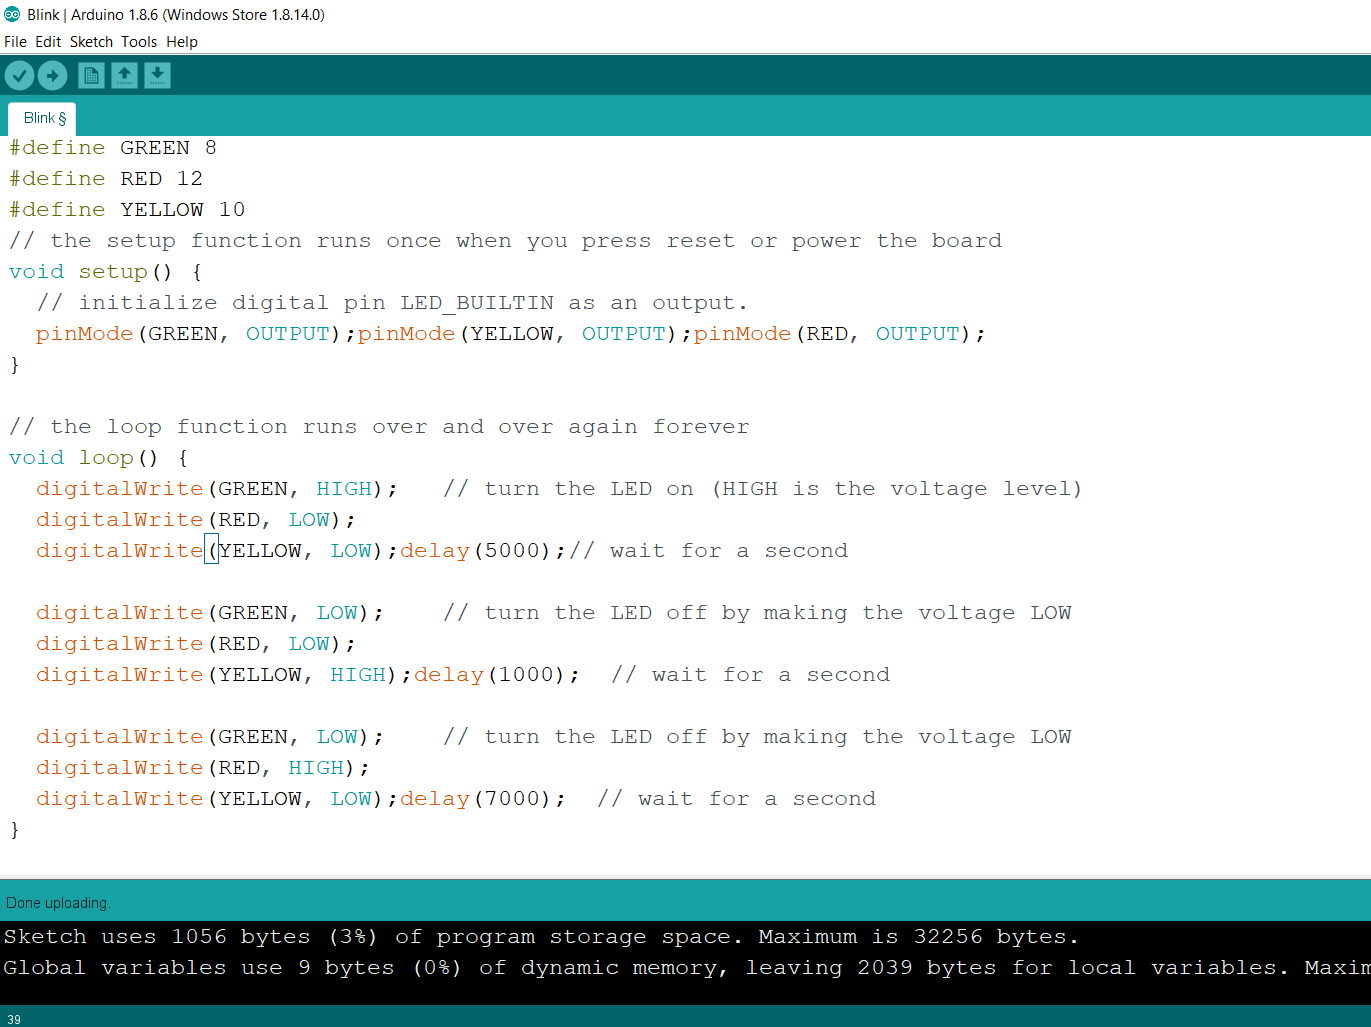 Blink | Arduino 1.8.6 (Windows Store 1.8.14.0)
File Edit Sketch Tools Help
Blink §
#define GREEN 8
#define RED 12
#define YELLOW 10
// the setup function runs once when you press reset or power the board
void setup() {
  // initialize digital pin LED_BUILTIN as an output.
  pinMode(GREEN, OUTPUT);pinMode(YELLOW, OUTPUT);pinMode(RED, OUTPUT);
}
// the loop function runs over and over again forever
void loop() {
  digitalWrite(GREEN, HIGH);   // turn the LED on (HIGH is the voltage level)
  digitalWrite(RED, LOW);
  digitalWrite(YELLOW, LOW);delay(5000);// wait for a second
  digitalWrite(GREEN, LOW);    // turn the LED off by making the voltage LOW
  digitalWrite(RED, LOW);
  digitalWrite(YELLOW, HIGH);delay(1000);  // wait for a second
  digitalWrite(GREEN, LOW);    // turn the LED off by making the voltage LOW
  digitalWrite(RED, HIGH);
  digitalWrite(YELLOW, LOW);delay(7000);  // wait for a second
}
Done uploading.
Sketch uses 1056 bytes (3%) of program storage space. Maximum is 32256 bytes.
Global variables use 9 bytes (0%) of dynamic memory, leaving 2039 bytes for local variables. Maxim
39